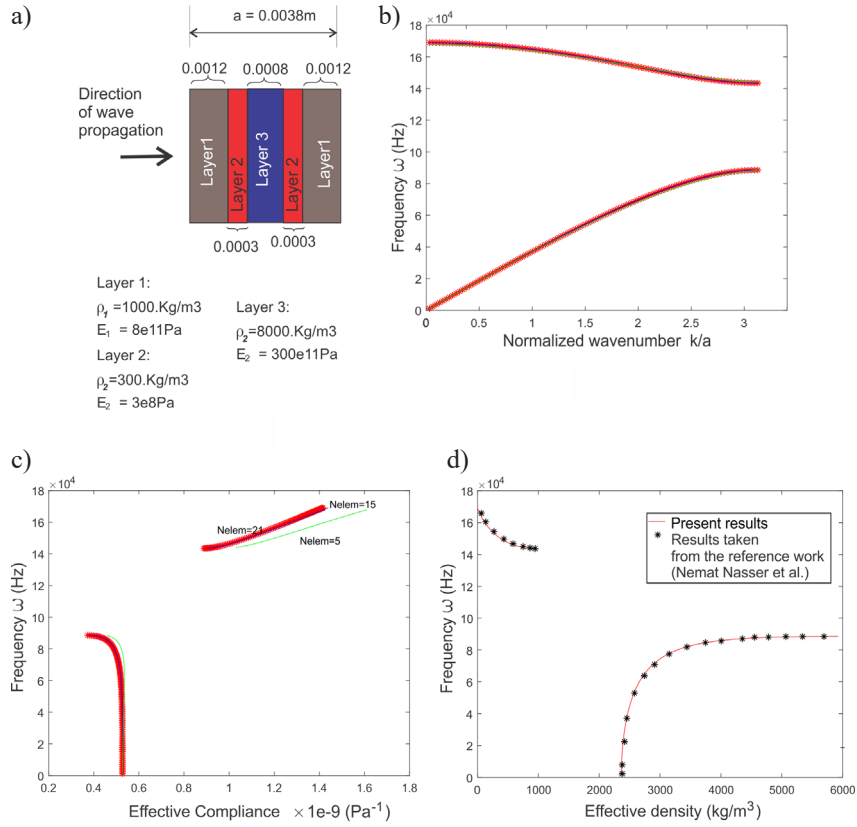 a)
a = 0.0038m
0.0012
0.0008
0.0012
Direction
of wave
propagation
Layer1
Layer 2
Layer 3
Layer 2
Layer1
0.0003
0.0003
Layer 1:
ρ1 =1000.Kg/m3
E1 = 8e11Pa
Layer 2:
ρ2=300.Kg/m3
E2 = 3e8Pa
Layer 3:
ρ2=8000.Kg/m3
E2 = 300e11Pa
b)
18 × 10^4
16
14
12
10
8
6
4
2
0
Frequency ω (Hz)
0 0.5 1 1.5 2 2.5 3
Normalized wavenumber k/a
c)
× 10^4
18
16
14
12
10
8
6
4
2
0
Frequency ω (Hz)
Nelem=15
Nelem=21
Nelem=5
0.2 0.4 0.6 0.8 1 1.2 1.4 1.6 1.8
Effective Compliance × 1e-9 (Pa⁻¹)
d)
× 10^4
18
16
14
12
10
8
6
4
2
0
Frequency ω (Hz)
Present results
Results taken
from the reference work
(Nemat Nasser et al.)
0 1000 2000 3000 4000 5000 6000
Effective density (kg/m³)